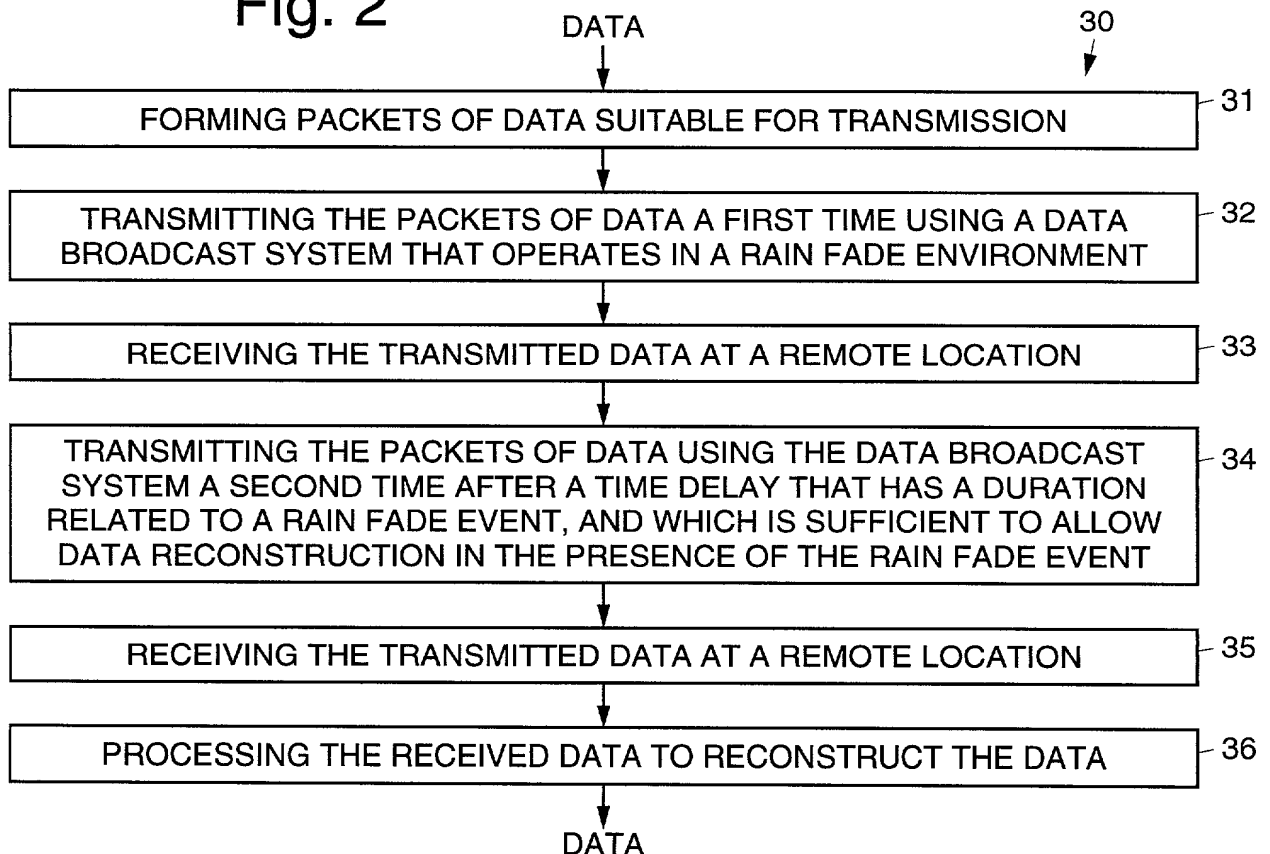 Fig. 2
DATA
30
FORMING PACKETS OF DATA SUITABLE FOR TRANSMISSION
31
TRANSMITTING THE PACKETS OF DATA A FIRST TIME USING A DATA
BROADCAST SYSTEM THAT OPERATES IN A RAIN FADE ENVIRONMENT
32
RECEIVING THE TRANSMITTED DATA AT A REMOTE LOCATION
33
TRANSMITTING THE PACKETS OF DATA USING THE DATA BROADCAST
SYSTEM A SECOND TIME AFTER A TIME DELAY THAT HAS A DURATION
RELATED TO A RAIN FADE EVENT, AND WHICH IS SUFFICIENT TO ALLOW
DATA RECONSTRUCTION IN THE PRESENCE OF THE RAIN FADE EVENT
34
RECEIVING THE TRANSMITTED DATA AT A REMOTE LOCATION
35
PROCESSING THE RECEIVED DATA TO RECONSTRUCT THE DATA
36
DATA